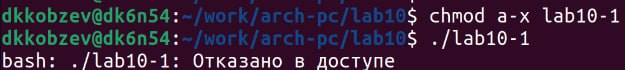 dkkobzev@dk6n54:~/work/arch-pc/lab10$ chmod a-x lab10-1
dkkobzev@dk6n54:~/work/arch-pc/lab10$ ./lab10-1
bash: ./lab10-1: Отказано в доступе